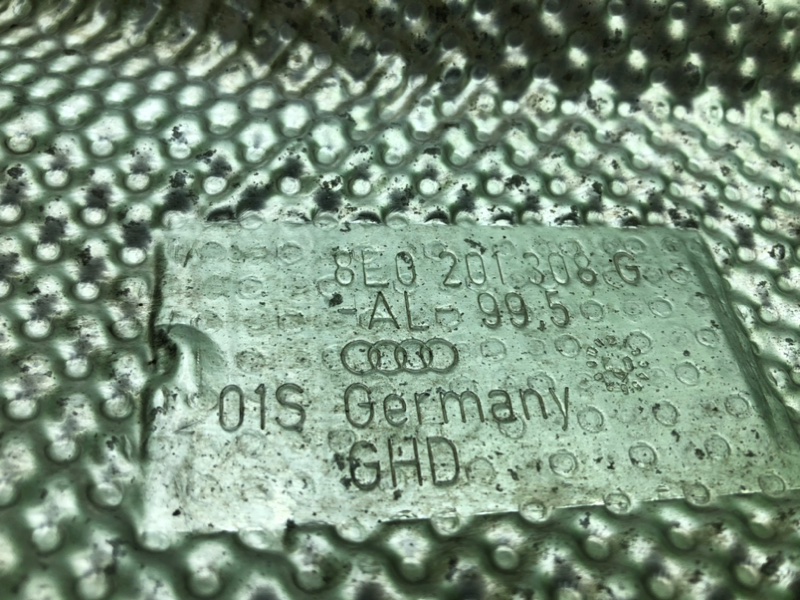 8E0 201 308 G
-AL- 99.5
01S Germany
GHD